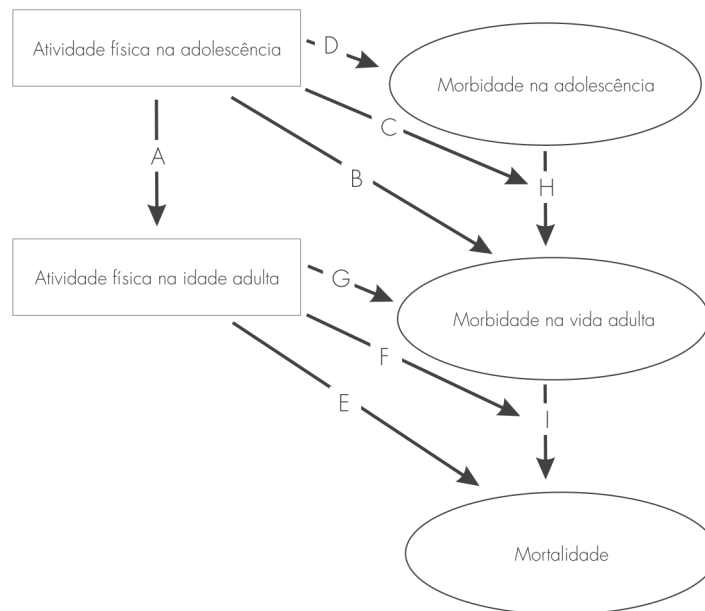 Atividade física na adolescência
D
Morbidade na adolescência
C
A
B
H
Atividade física na idade adulta
G
Morbidade na vida adulta
F
E
I
Mortalidade